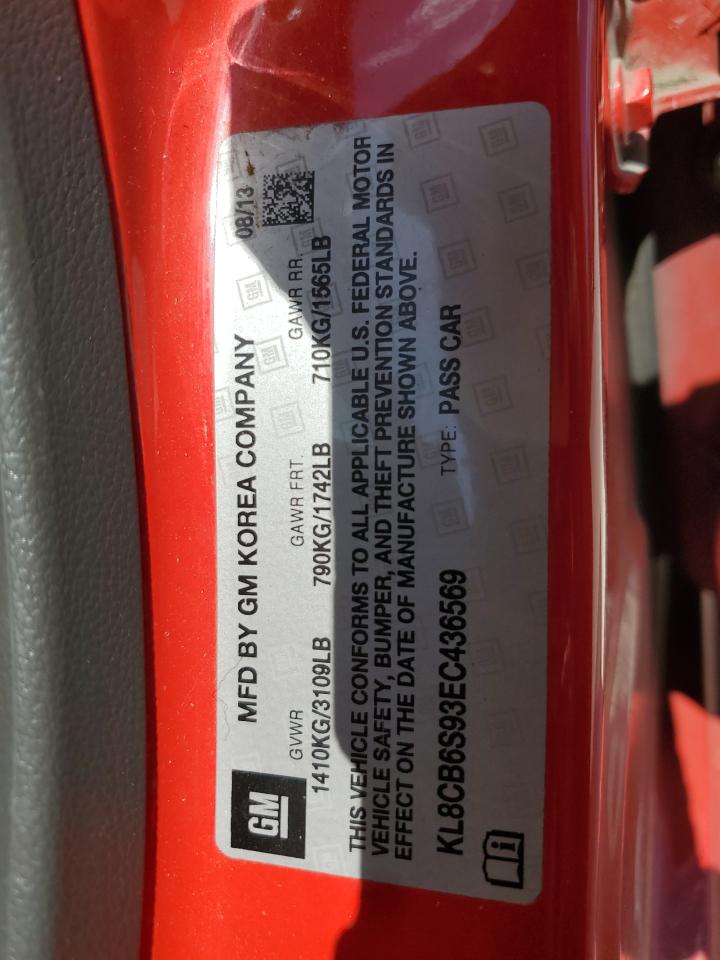 GM
MFD BY GM KOREA COMPANY
08/13
GVWR
GAWR FRT.
GAWR RR.
1410KG/3109LB
790KG/1742LB
710KG/1565LB
THIS VEHICLE CONFORMS TO ALL APPLICABLE U.S. FEDERAL MOTOR
VEHICLE SAFETY, BUMPER, AND THEFT PREVENTION STANDARDS IN
EFFECT ON THE DATE OF MANUFACTURE SHOWN ABOVE.
KL8CB6S93EC436569
TYPE: PASS CAR